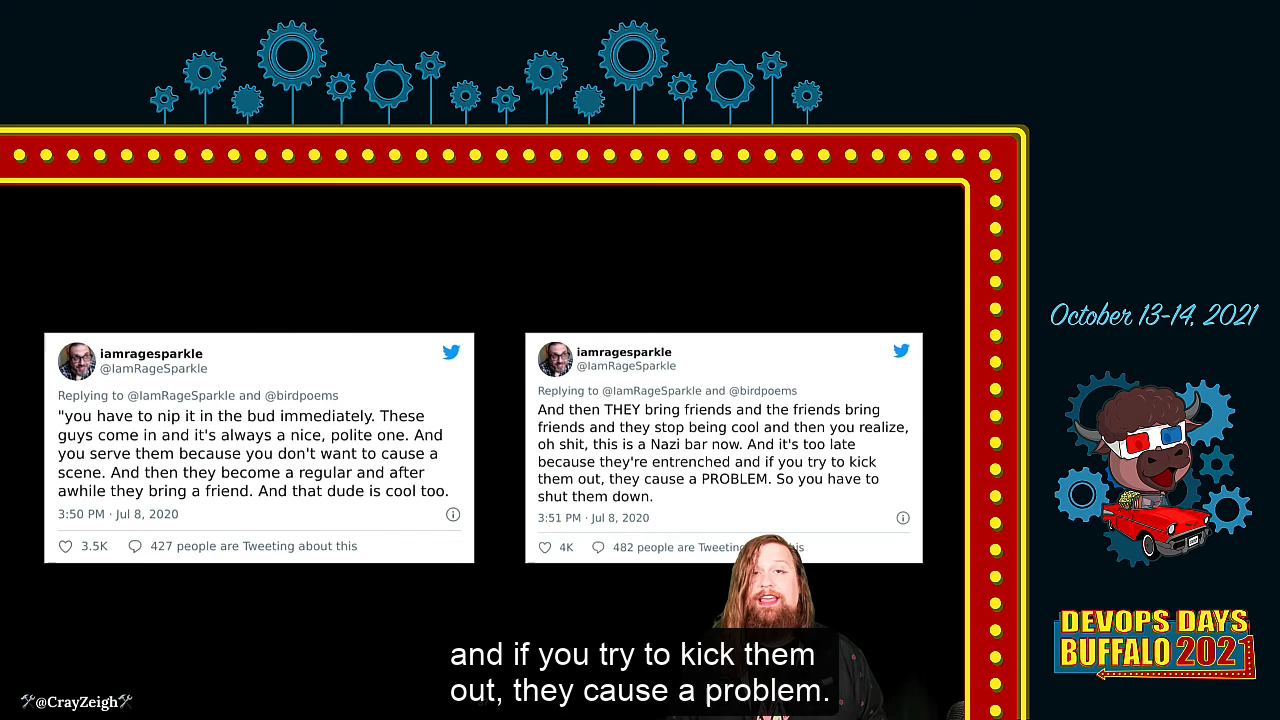 October 13-14, 2021
iamragesparkle
@IamRageSparkle
Replying to @IamRageSparkle and @birdpoems
"you have to nip it in the bud immediately. These
guys come in and it's always a nice, polite one. And
you serve them because you don't want to cause a
scene. And then they become a regular and after
awhile they bring a friend. And that dude is cool too.
3:50 PM · Jul 8, 2020
3.5K 427 people are Tweeting about this
iamragesparkle
@IamRageSparkle
Replying to @IamRageSparkle and @birdpoems
And then THEY bring friends and the friends bring
friends and they stop being cool and then you realize,
oh shit, this is a Nazi bar now. And it's too late
because they're entrenched and if you try to kick
them out, they cause a PROBLEM. So you have to
shut them down.
3:51 PM · Jul 8, 2020
4K 482 people are Tweeting this
and if you try to kick them
out, they cause a problem.
@CrayZeigh
DEVOPS DAYS
BUFFALO 2021